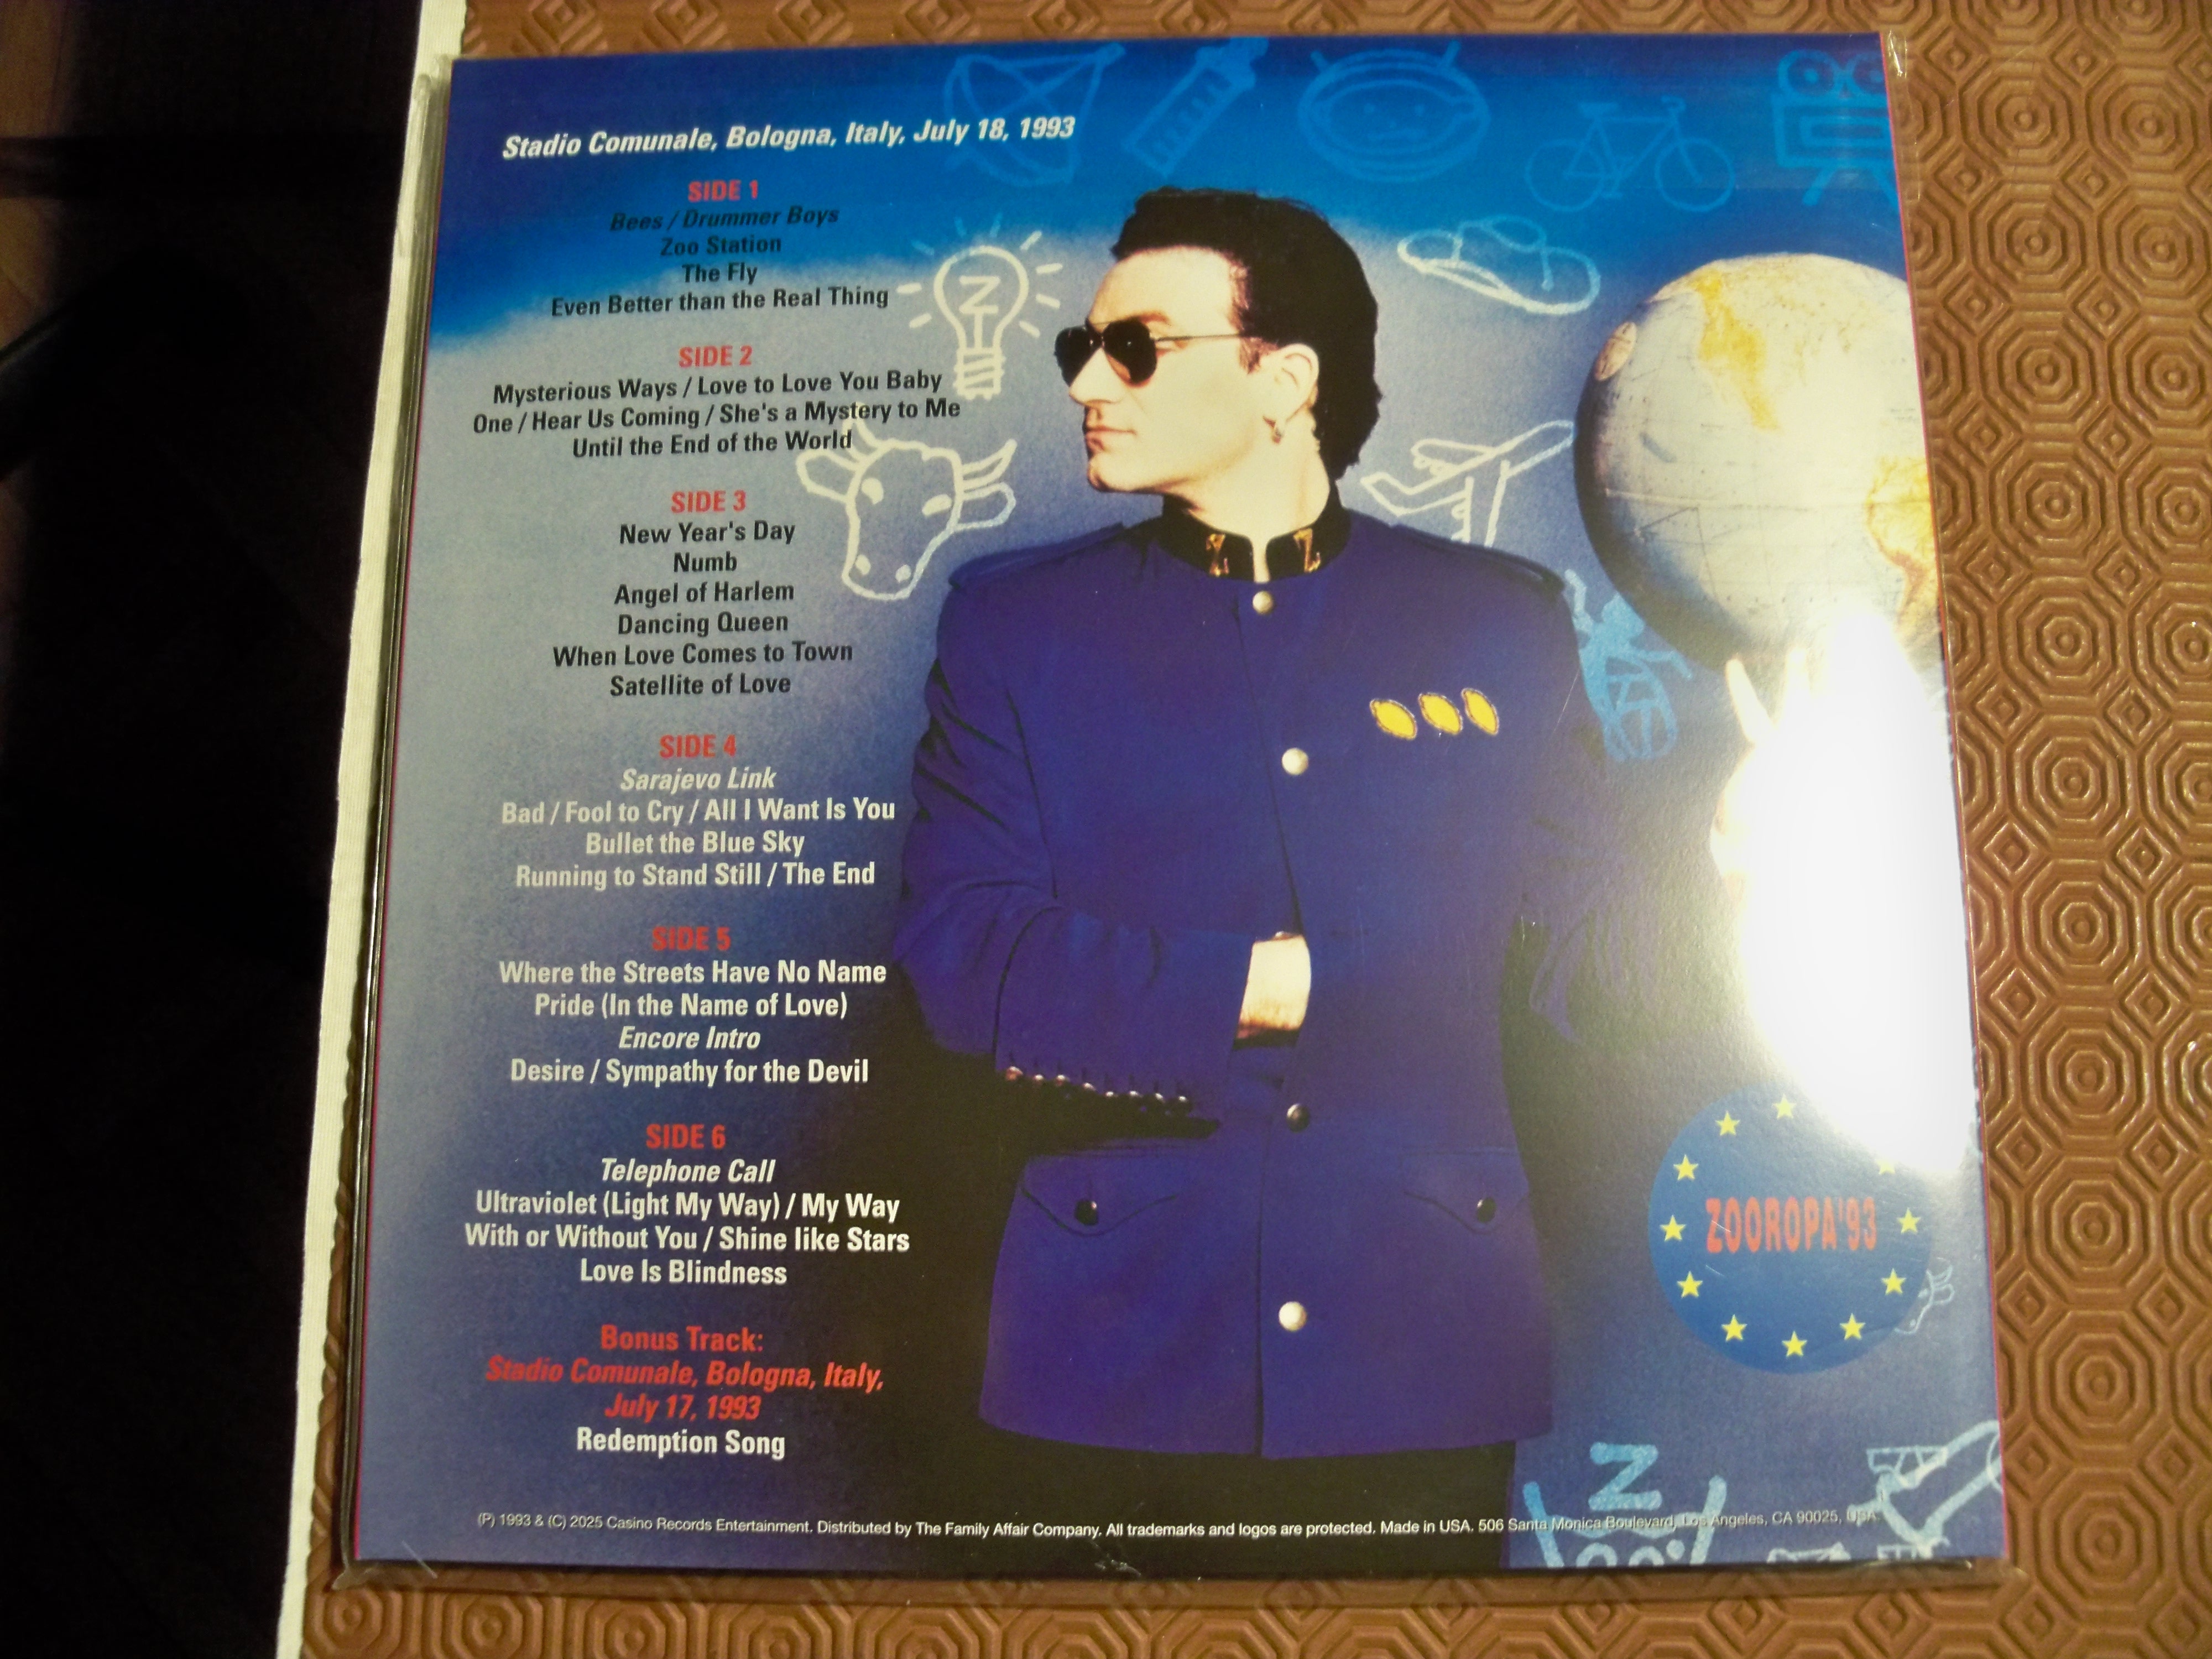 Stadio Comunale, Bologna, Italy, July 18, 1993
SIDE 1
Bees / Drummer Boys
Zoo Station
The Fly
Even Better than the Real Thing
SIDE 2
Mysterious Ways / Love to Love You Baby
One / Hear Us Coming / She's a Mystery to Me
Until the End of the World
SIDE 3
New Year's Day
Numb
Angel of Harlem
Dancing Queen
When Love Comes to Town
Satellite of Love
SIDE 4
Sarajevo Link
Bad / Fool to Cry / All I Want Is You
Bullet the Blue Sky
Running to Stand Still / The End
SIDE 5
Where the Streets Have No Name
Pride (In the Name of Love)
Encore Intro
Desire / Sympathy for the Devil
SIDE 6
Telephone Call
Ultraviolet (Light My Way) / My Way
With or Without You / Shine like Stars
Love Is Blindness
Bonus Track:
Stadio Comunale, Bologna, Italy,
July 17, 1993
Redemption Song
(P) 1993 & (C) 2025 Casino Records Entertainment. Distributed by The Family Affair Company. All trademarks and logos are protected. Made in USA. 506 Santa Monica Boulevard, Los Angeles, CA 90025, USA.
Z
Z Z
ZOOROPA'93
Z